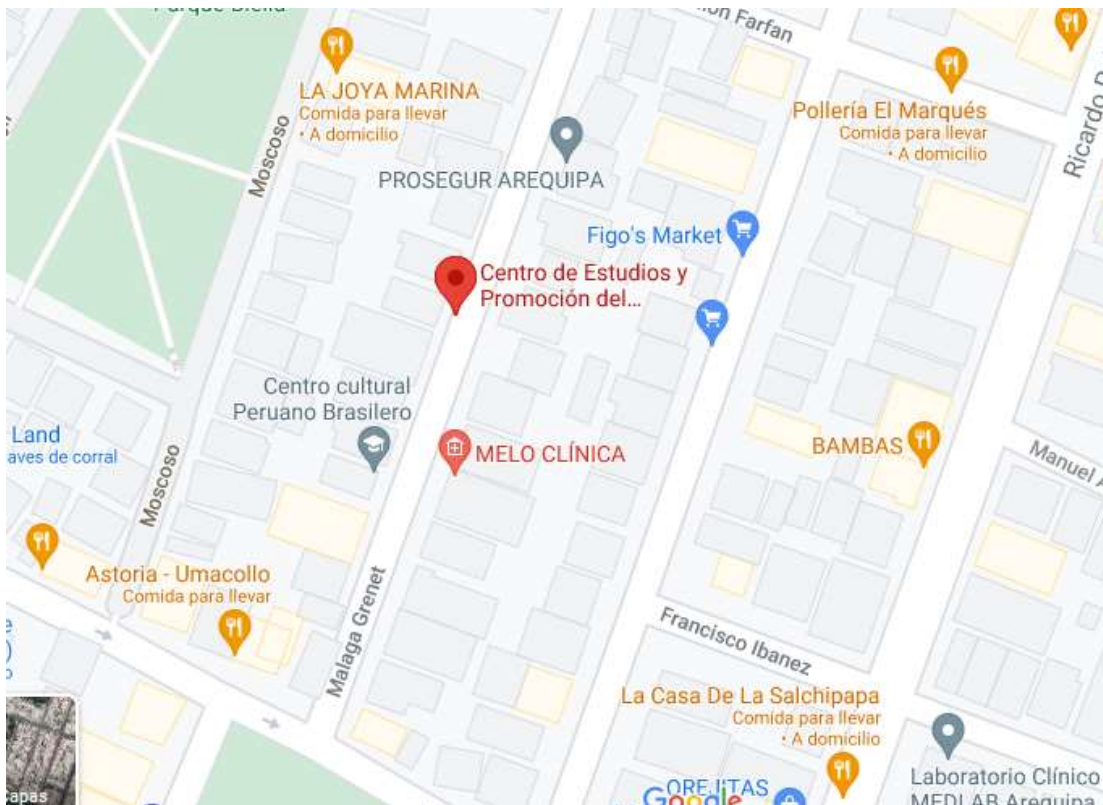 Parque Biella
Farfan
LA JOYA MARINA
Comida para llevar
• A domicilio
Pollería El Marqués
Comida para llevar
• A domicilio
Ricardo
Moscoso
PROSEGUR AREQUIPA
Figo's Market
Centro de Estudios y
Promoción del...
Centro cultural
Peruano Brasilero
Land
aves de corral
MELO CLÍNICA
BAMBAS
Manuel
Moscoso
Astoria - Umacollo
Comida para llevar
Malaga Grenet
Francisco Ibanez
La Casa De La Salchipapa
Comida para llevar
• A domicilio
Laboratorio Clínico
MEDLAB Arequipa
OREJITAS
Google
Capas